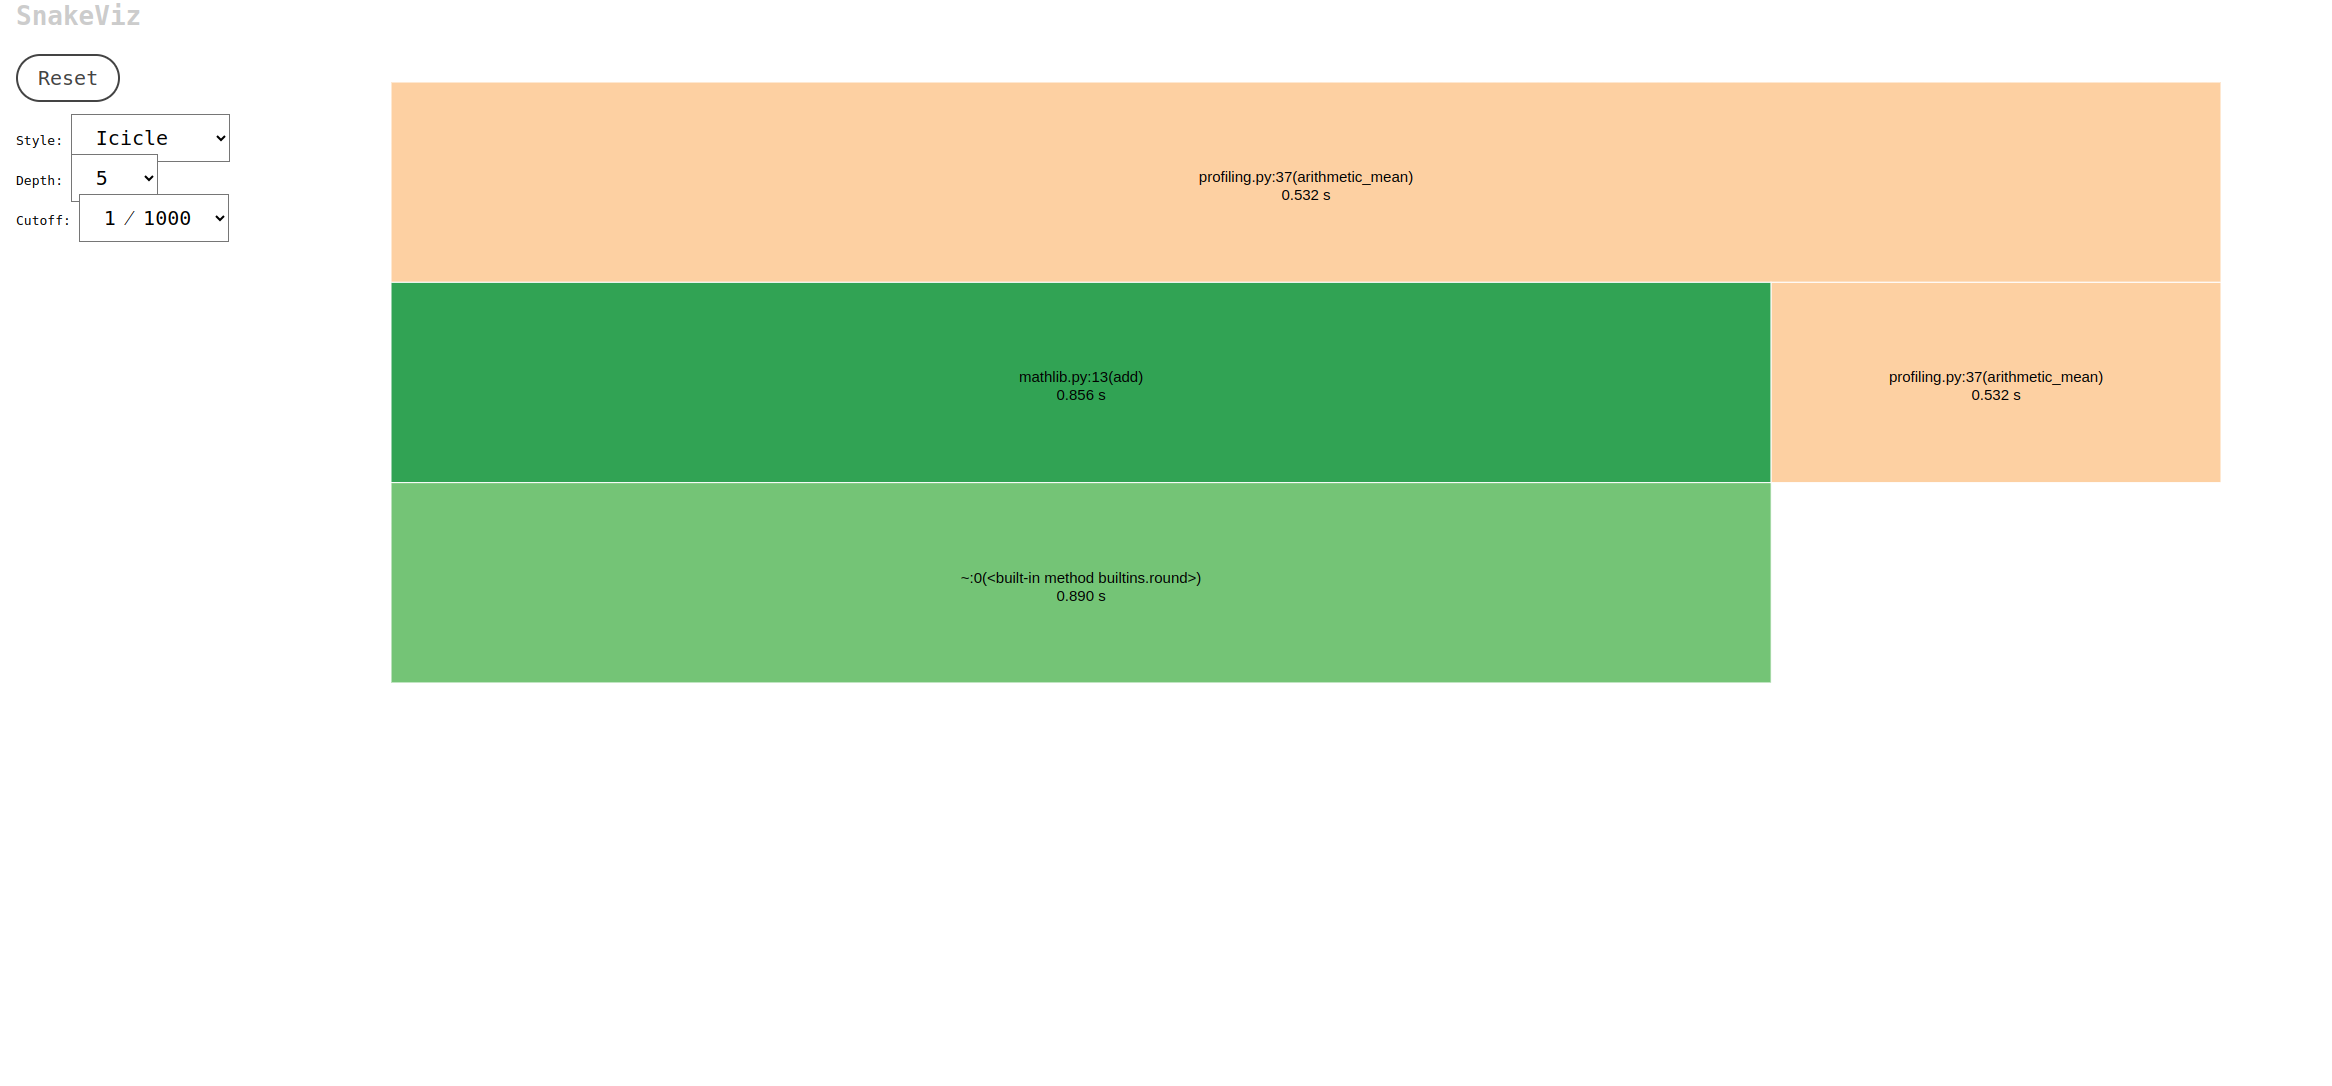 SnakeViz
Reset
Style: Icicle
Depth: 5
Cutoff: 1 ⁄ 1000
profiling.py:37(arithmetic_mean)
0.532 s
mathlib.py:13(add)
0.856 s
profiling.py:37(arithmetic_mean)
0.532 s
~:0(<built-in method builtins.round>)
0.890 s